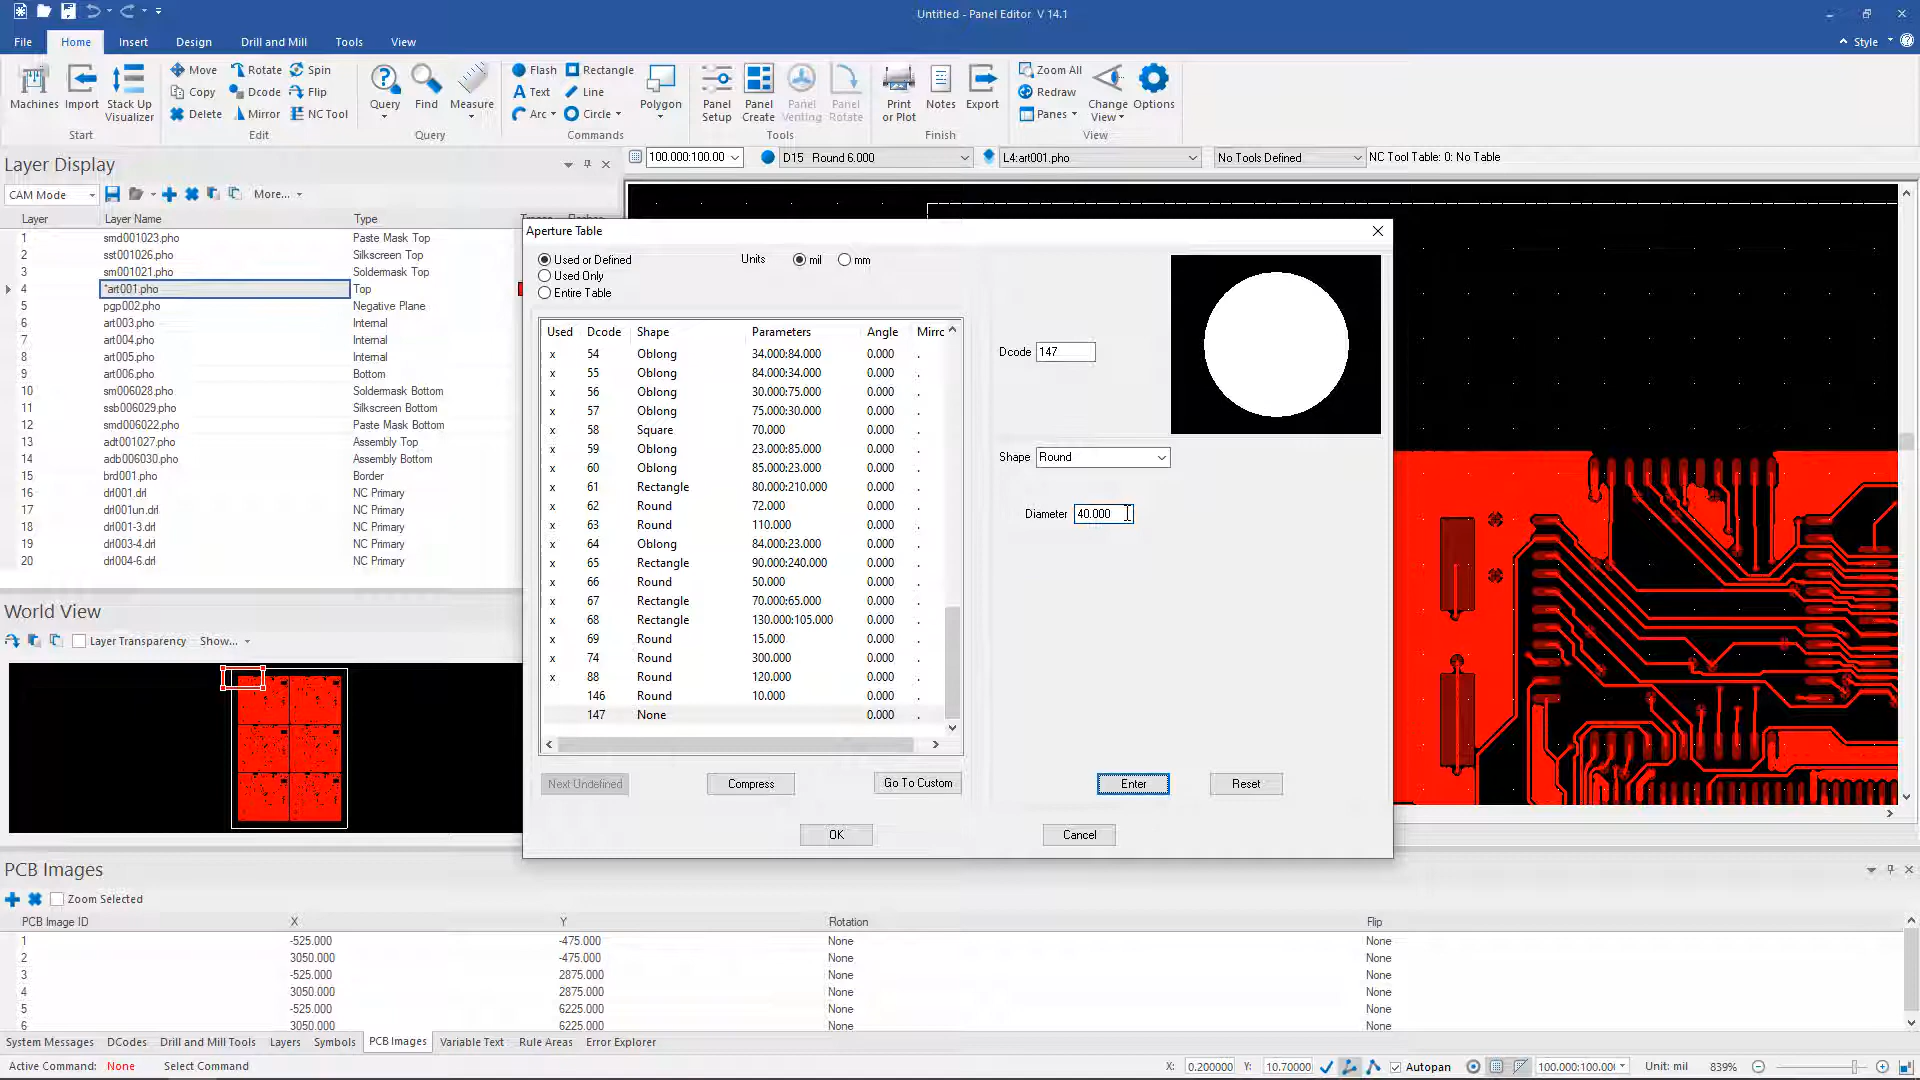 Untitled - Panel Editor V 14.1
File Home Insert Design Drill and Mill Tools View Style
Machines Import Stack Up Visualizer Move Rotate Spin Copy Dcode Flip Delete Mirror NC Tool Query Find Measure Flash Rectangle Text Line Arc Circle Polygon Panel Setup Panel Create Panel Venting Panel Rotate Print or Plot Notes Export Zoom All Redraw Panes Change View Options
Start Edit Query Commands Tools Finish View
Layer Display
100.000:100.00 D15 Round 6.000 L4:art001.pho No Tools Defined NC Tool Table: 0: No Table
CAM Mode More...
Layer Layer Name Type
1 smd001023.pho Paste Mask Top
2 sst001026.pho Silkscreen Top
3 sm001021.pho Soldermask Top
4 *art001.pho Top
5 pgp002.pho Negative Plane
6 art003.pho Internal
7 art004.pho Internal
8 art005.pho Internal
9 art006.pho Bottom
10 sm006028.pho Soldermask Bottom
11 ssb006029.pho Silkscreen Bottom
12 smd006022.pho Paste Mask Bottom
13 adt001027.pho Assembly Top
14 adb006030.pho Assembly Bottom
15 brd001.pho Border
16 drl001.drl NC Primary
17 drl001un.drl NC Primary
18 drl001-3.drl NC Primary
19 drl003-4.drl NC Primary
20 drl004-6.drl NC Primary
World View
Layer Transparency Show...
Aperture Table
Used or Defined Units mil mm
Used Only
Entire Table
Used Dcode Shape Parameters Angle Mirrc
x 54 Oblong 34.000:84.000 0.000 .
x 55 Oblong 84.000:34.000 0.000 .
x 56 Oblong 30.000:75.000 0.000 .
x 57 Oblong 75.000:30.000 0.000 .
x 58 Square 70.000 0.000 .
x 59 Oblong 23.000:85.000 0.000 .
x 60 Oblong 85.000:23.000 0.000 .
x 61 Rectangle 80.000:210.000 0.000 .
x 62 Round 72.000 0.000 .
x 63 Round 110.000 0.000 .
x 64 Oblong 84.000:23.000 0.000 .
x 65 Rectangle 90.000:240.000 0.000 .
x 66 Round 50.000 0.000 .
x 67 Rectangle 70.000:65.000 0.000 .
x 68 Rectangle 130.000:105.000 0.000 .
x 69 Round 15.000 0.000 .
x 74 Round 300.000 0.000 .
x 88 Round 120.000 0.000 .
146 Round 10.000 0.000 .
147 None 0.000 .
Dcode 147
Shape Round
Diameter 40.000
Next Undefined Compress Go To Custom Enter Reset
OK Cancel
PCB Images
Zoom Selected
PCB Image ID X Y Rotation Flip
1 -525.000 -475.000 None None
2 3050.000 -475.000 None None
3 -525.000 2875.000 None None
4 3050.000 2875.000 None None
5 -525.000 6225.000 None None
6 3050.000 6225.000 None None
System Messages DCodes Drill and Mill Tools Layers Symbols PCB Images Variable Text Rule Areas Error Explorer
Active Command: None Select Command X: 0.200000 Y: 10.70000 Autopan 100.000:100.00 Unit: mil 839%